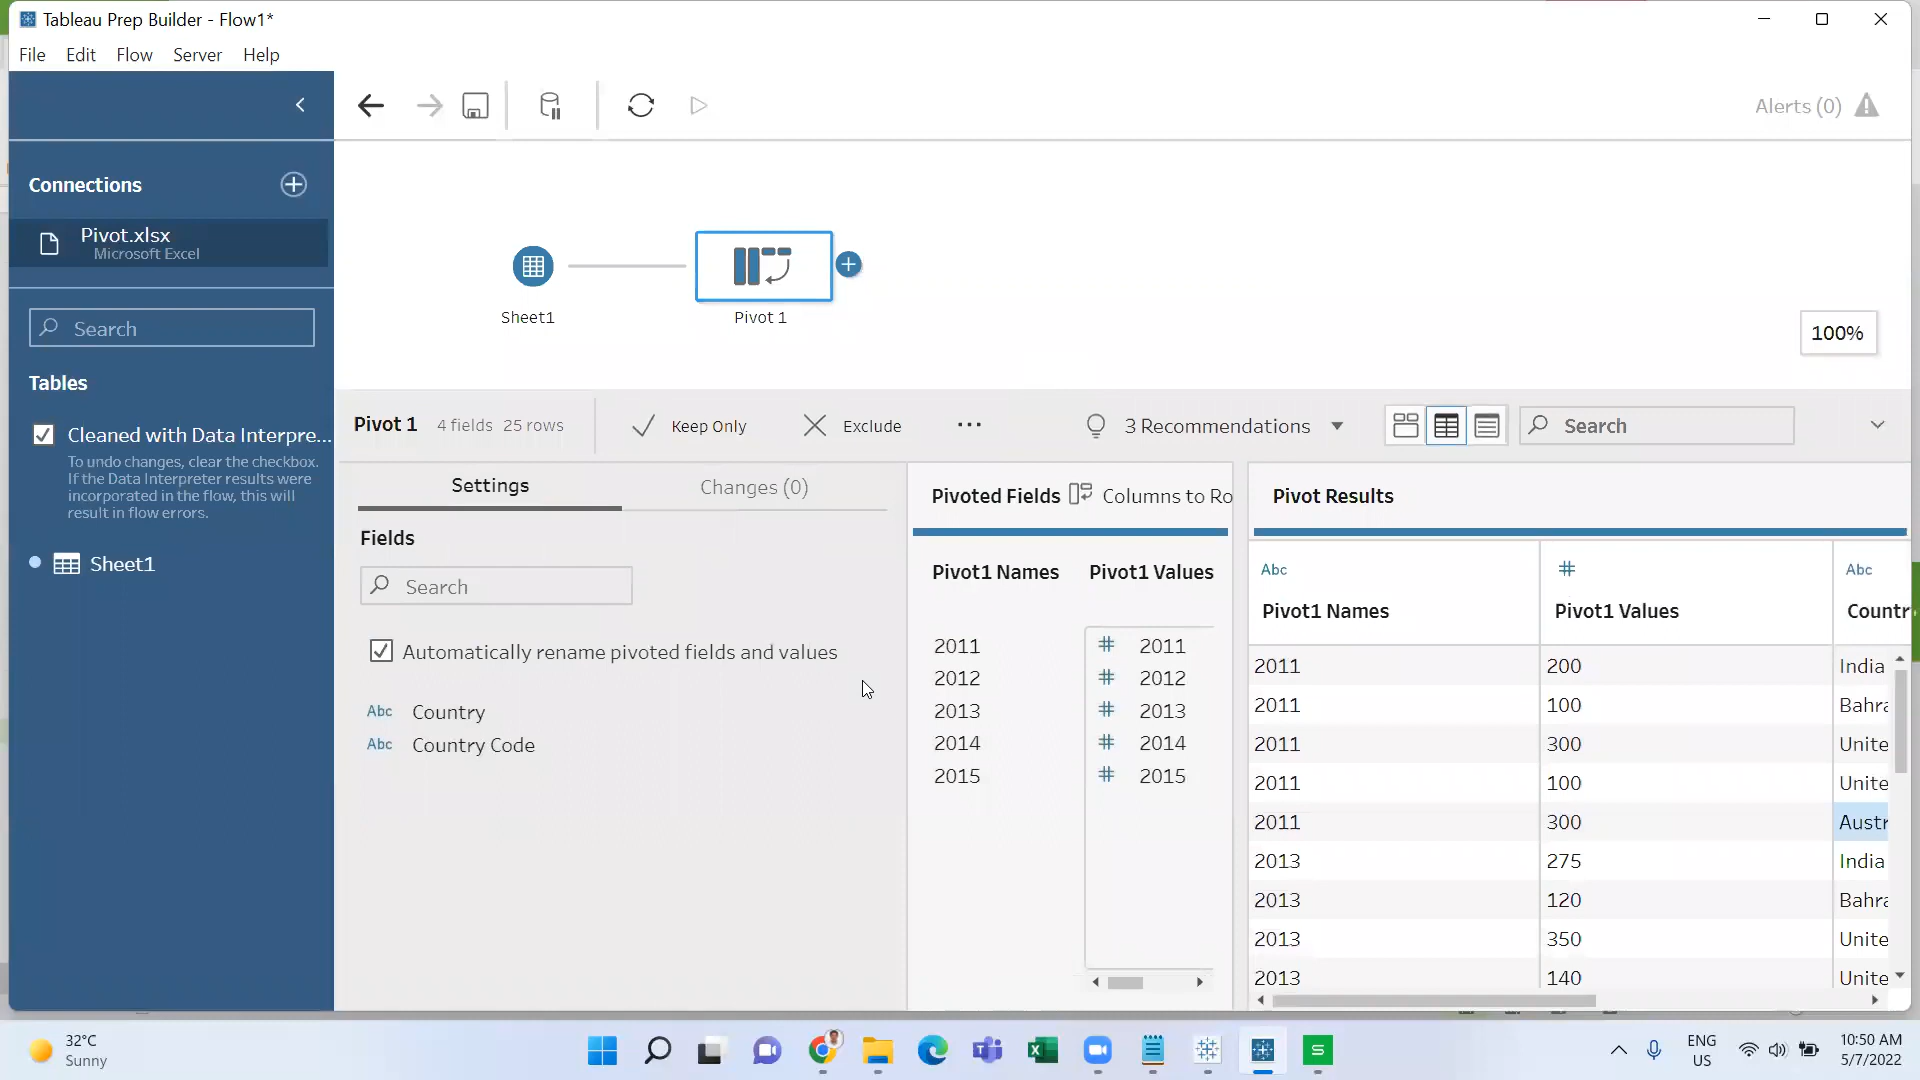 Tableau Prep Builder - Flow1*
File Edit Flow Server Help
Alerts (0)
Connections
Pivot.xlsx
Microsoft Excel
Search
Tables
Cleaned with Data Interpre...
To undo changes, clear the checkbox.
If the Data Interpreter results were
incorporated in the flow, this will
result in flow errors.
Sheet1
Sheet1
Pivot 1
100%
Pivot 1 4 fields 25 rows Keep Only Exclude ... 3 Recommendations Search
Settings Changes (0)
Fields
Search
Automatically rename pivoted fields and values
Abc Country
Abc Country Code
Pivoted Fields Columns to Ro
Pivot1 Names Pivot1 Values
2011 # 2011
2012 # 2012
2013 # 2013
2014 # 2014
2015 # 2015
Pivot Results
Abc # Abc
Pivot1 Names Pivot1 Values Countr
2011 200 India
2011 100 Bahra
2011 300 Unite
2011 100 Unite
2011 300 Austr
2013 275 India
2013 120 Bahra
2013 350 Unite
2013 140 Unite
32°C
Sunny
ENG
US
10:50 AM
5/7/2022